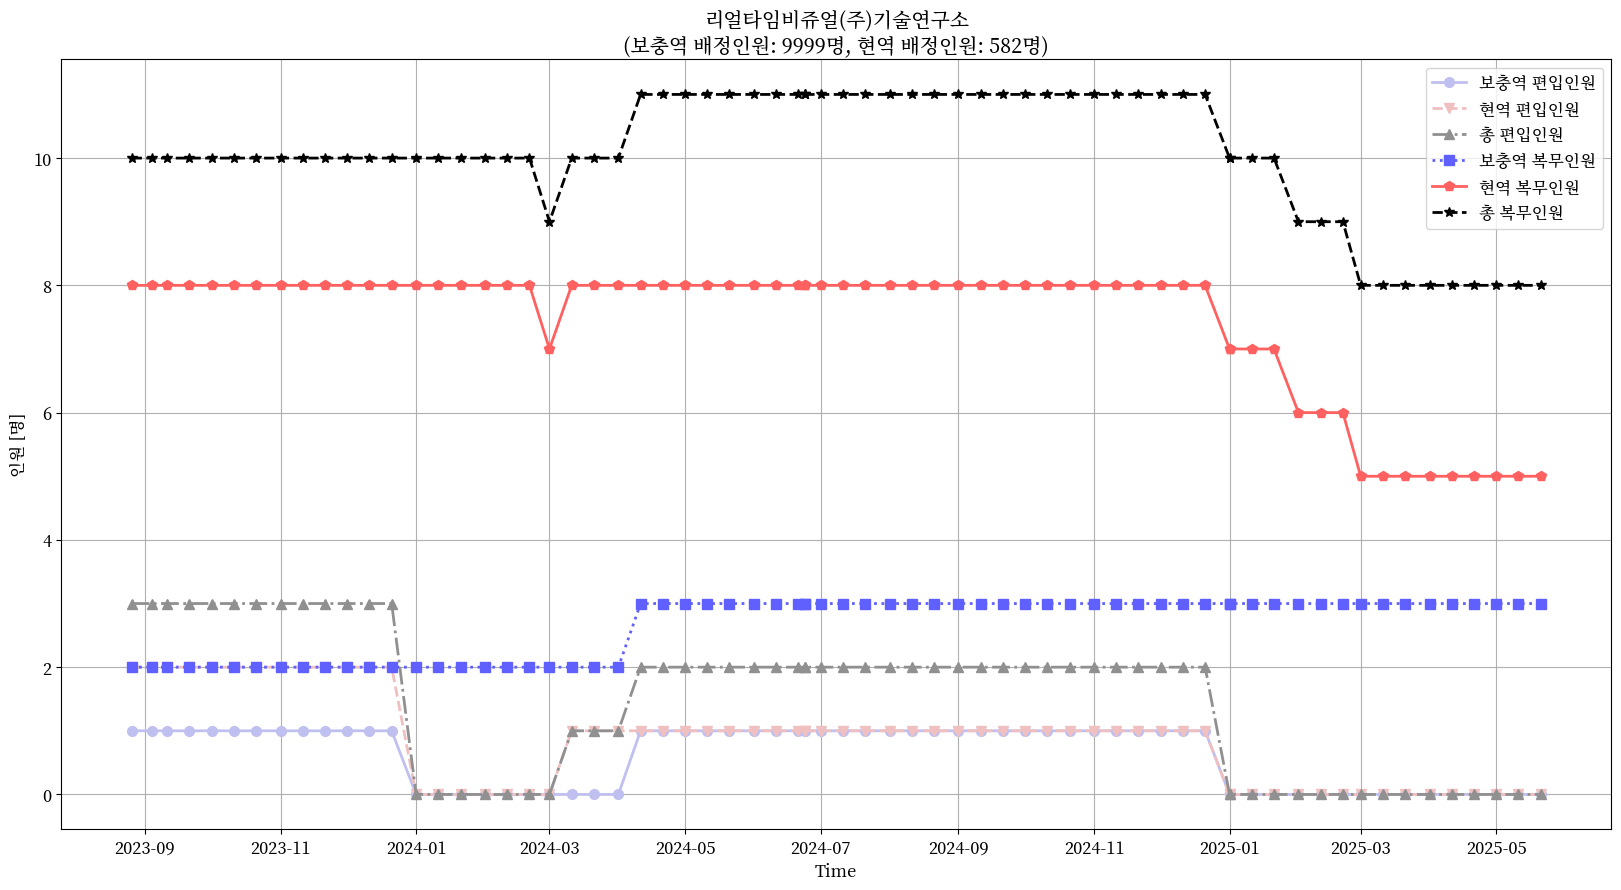 리얼타임비쥬얼(주)기술연구소
(보충역 배정인원: 9999명, 현역 배정인원: 582명)
보충역 편입인원
현역 편입인원
총 편입인원
보충역 복무인원
현역 복무인원
총 복무인원
인원 [명]
10
8
6
4
2
0
2023-09
2023-11
2024-01
2024-03
2024-05
2024-07
2024-09
2024-11
2025-01
2025-03
2025-05
Time